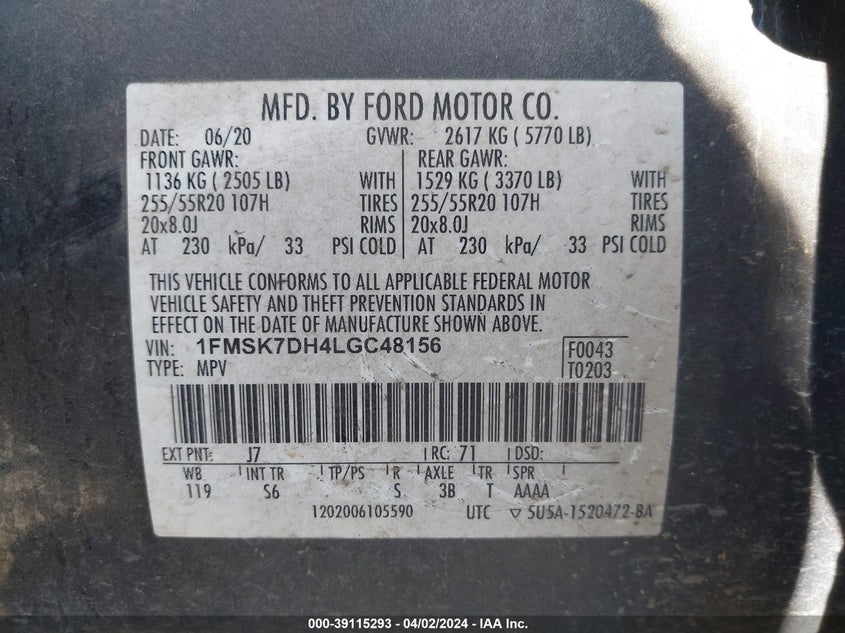 MFD. BY FORD MOTOR CO.
DATE: 06/20 GVWR: 2617 KG ( 5770 LB)
FRONT GAWR: REAR GAWR:
1136 KG ( 2505 LB) WITH 1529 KG ( 3370 LB) WITH
255/55R20 107H TIRES 255/55R20 107H TIRES
20x8.0J RIMS 20x8.0J RIMS
AT 230 kPa/ 33 PSI COLD AT 230 kPa/ 33 PSI COLD
THIS VEHICLE CONFORMS TO ALL APPLICABLE FEDERAL MOTOR
VEHICLE SAFETY AND THEFT PREVENTION STANDARDS IN
EFFECT ON THE DATE OF MANUFACTURE SHOWN ABOVE.
VIN: 1FMSK7DH4LGC48156 F0043
TYPE: MPV T0203
EXT PNT: J7 RC: 71 DSD:
WB INT TR TP/PS R AXLE TR SPR
119 S6 S 3B T AAAA
1202006105590 UTC ▽ 5U5A-1520472-BA
000-39115293 - 04/02/2024 - IAA Inc.